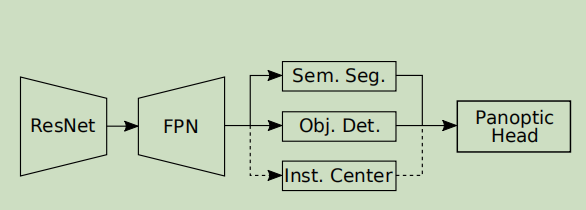 ResNet
FPN
Sem. Seg.
Obj. Det.
Inst. Center
Panoptic
Head